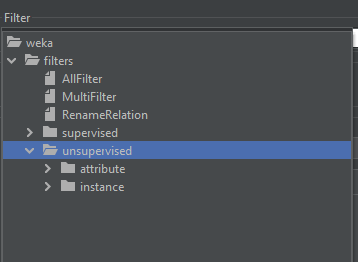 Filter
weka
filters
AllFilter
MultiFilter
RenameRelation
supervised
unsupervised
attribute
instance